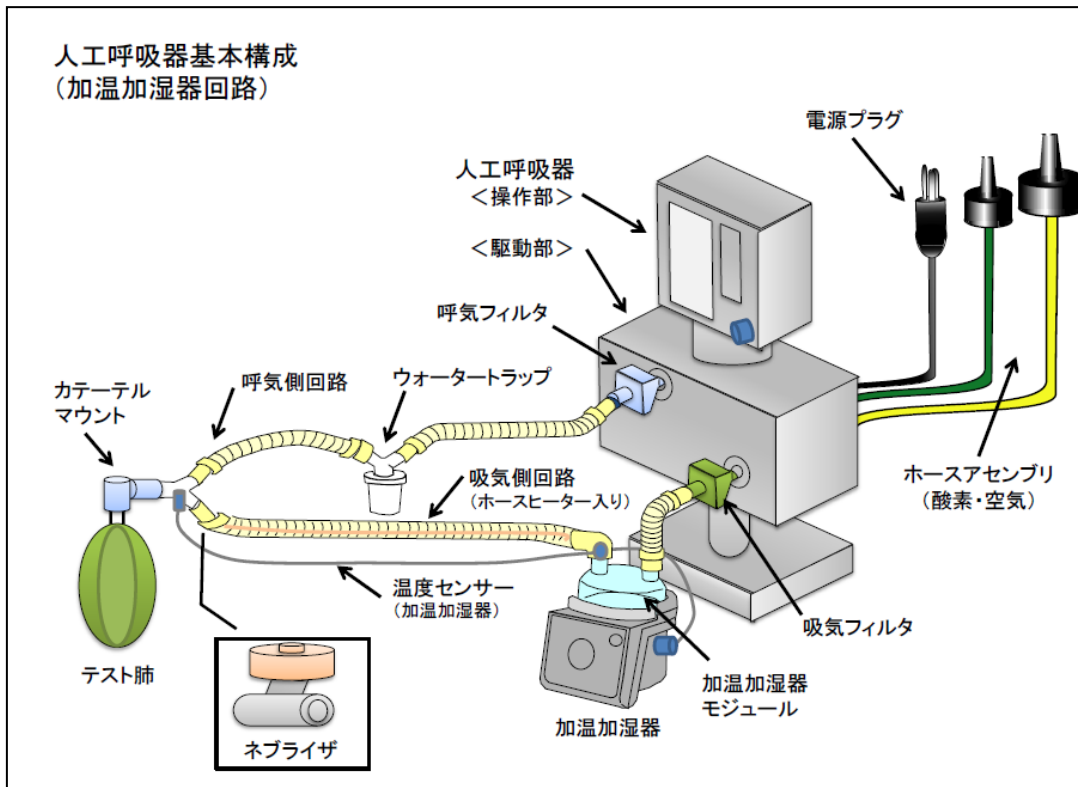 人工呼吸器基本構成
(加温加湿器回路)
電源プラグ
人工呼吸器
<操作部>
<駆動部>
呼気フィルタ
呼気側回路
ウォータートラップ
カテーテル
マウント
吸気側回路
(ホースヒーター入り)
ホースアセンブリ
(酸素・空気)
温度センサー
(加温加湿器)
吸気フィルタ
テスト肺
加温加湿器
モジュール
加温加湿器
ネブライザ